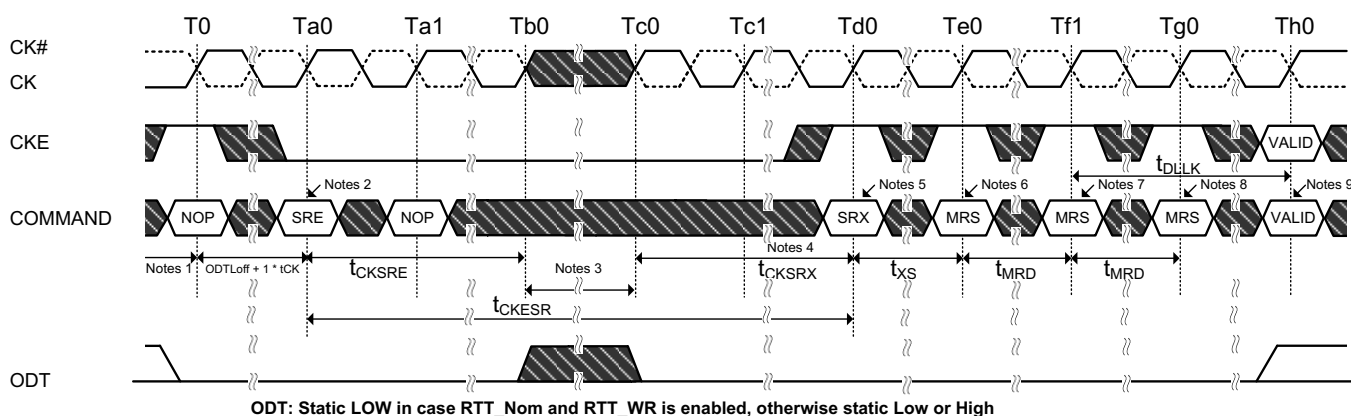 T0 Ta0 Ta1 Tb0 Tc0 Tc1 Td0 Te0 Tf1 Tg0 Th0
CK#
CK
CKE
VALID
tDLLK
Notes 2 Notes 5 Notes 6 Notes 7 Notes 8 Notes 9
COMMAND
NOP SRE NOP SRX MRS MRS MRS VALID
Notes 1 ODTLoff + 1 * tCK tCKSRE Notes 3 Notes 4 tCKSRX tXS tMRD tMRD
tCKESR
ODT
ODT: Static LOW in case RTT_Nom and RTT_WR is enabled, otherwise static Low or High